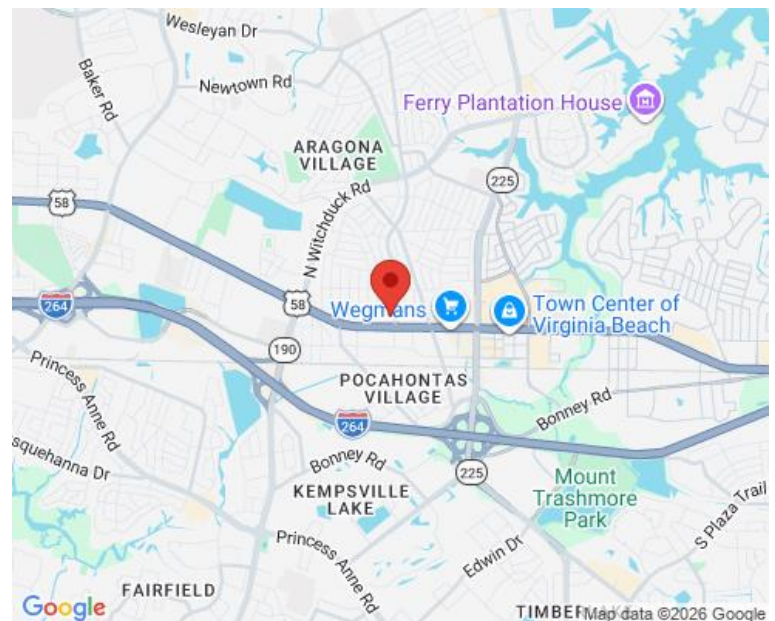 Wesleyan Dr
Baker Rd
Newtown Rd
Ferry Plantation House
ARAGONA
VILLAGE
225
58
N Witchduck Rd
264
58
Wegmans
Town Center of
Virginia Beach
190
Princess Anne Rd
POCAHONTAS
VILLAGE
Bonney Rd
264
squehanna Dr
Bonney Rd
225
KEMPSVILLE
LAKE
Mount
Trashmore
Park
S Plaza Trail
Princess Anne Rd
Edwin Dr
FAIRFIELD
Google
TIMBER
Map data ©2026 Google